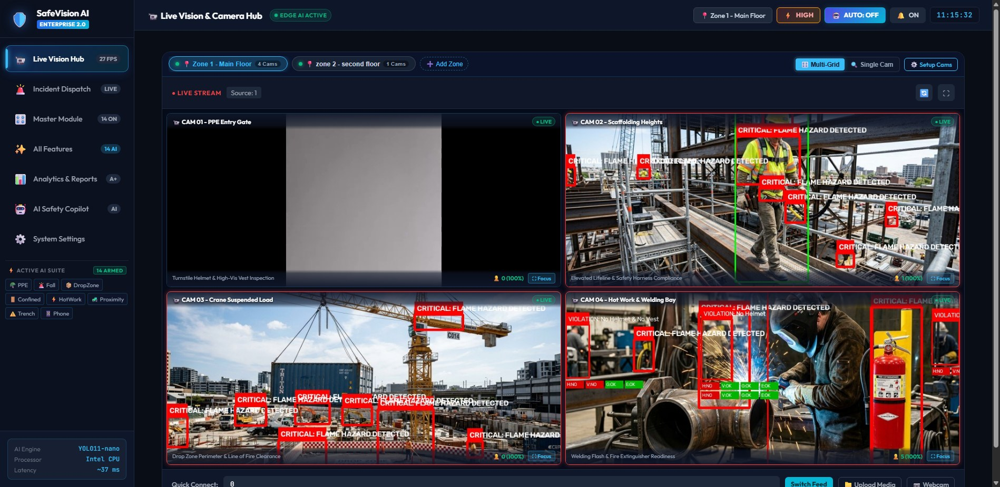 SafeVision AI
ENTERPRISE 2.0
Live Vision Hub 27 FPS
Incident Dispatch LIVE
Master Module 14 ON
All Features 14 AI
Analytics & Reports A+
AI Safety Copilot AI
System Settings
ACTIVE AI SUITE 14 ARMED
PPE Fall DropZone
Confined HotWork Proximity
Trench Phone
AI Engine YOLO11-nano
Processor Intel CPU
Latency ~37 ms
Live Vision & Camera Hub EDGE AI ACTIVE
Zone 1 - Main Floor HIGH AUTO: OFF ON 11:15:32
Zone 1 - Main Floor 4 Cams zone 2 - second floor 1 Cams Add Zone
Multi-Grid Single Cam Setup Cams
LIVE STREAM Source: 1
CAM 01 - PPE Entry Gate LIVE
Turnstile Helmet & High-Vis Vest Inspection 0 (100%) Focus
CAM 02 - Scaffolding Heights LIVE
CRITICAL: FLAME HAZARD DETECTED
CRITICAL: FLAME H
HAZARD DETECTED
CRITICAL: FLAME HAZARD DETECTED
CRITICAL: FLAME HAZARD DETECTED
CRITICAL: FLAME HA
CRITICAL: FLAME HAZARD DETECT
Elevated Lifeline & Safety Harness Compliance 1 (100%) Focus
CAM 03 - Crane Suspended Load LIVE
CRITICAL: FLAME HAZARD DETECTED
C014
TRITON
CRITICAL: FL
ARD DETECTED
CRITICAL: FLAME HAZARD DETECTED
CRITICAL: FLAME HAZARD DETECTED
CRITICAL: FLAME HAZARD DETECTED
CRITICAL: FLAME HAZARD DETECTED
CRITICAL: FLAME HAZARD
Drop Zone Perimeter & Line of Fire Clearance 0 (100%) Focus
CAM 04 - Hot Work & Welding Bay LIVE
CRITICAL: FLAME HAZARD DETECTED
VIOLATION: No Helmet
VIOLATION: No Helmet & No Vest
CRITICAL: FLAME HAZARD DETECTED
CRITICAL: FLAME HAZAR
VIOLATIO
H:NO V:NO G:OK E:OK
H:NO V:OK G:OK E:OK
H:NO V:OK G:OK E:OK
H:NO V:N
FIRE EXTINGUISHER
AMEREX
Welding Flash & Fire Extinguisher Readiness 5 (100%) Focus
Quick Connect: 0 Switch Feed Upload Media Webcam